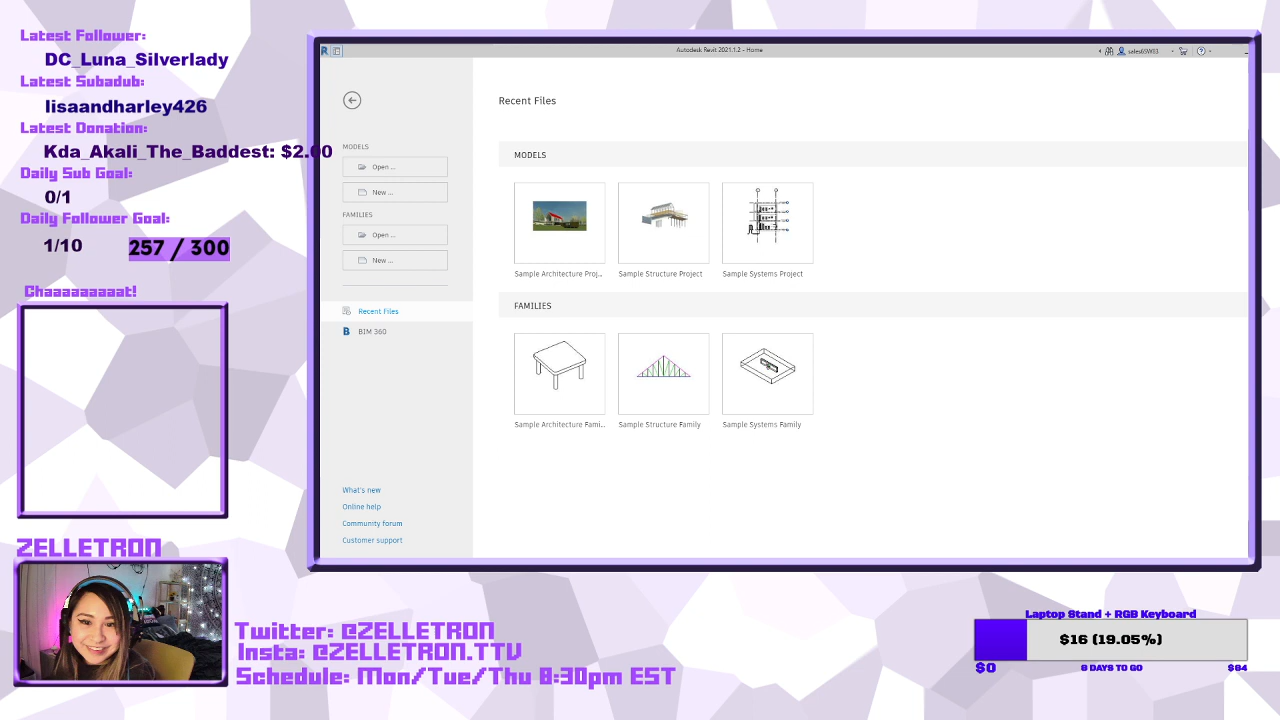 Latest Follower:
DC_Luna_Silverlady
Latest Subadub:
lisaandharley426
Latest Donation:
Kda_Akali_The_Baddest: $2.00
Daily Sub Goal:
0/1
Daily Follower Goal:
1/10
257 / 300
Chaaaaaaaat!
ZELLETRON
Autodesk Revit 2021.1.2 - Home
MODELS
Open ...
New ...
FAMILIES
Open ...
New ...
Recent Files
BIM 360
What's new
Online help
Community forum
Customer support
Recent Files
MODELS
Sample Architecture Proj...
Sample Structure Project
Sample Systems Project
FAMILIES
Sample Architecture Fami...
Sample Structure Family
Sample Systems Family
Twitter: @ZELLETRON
Insta: @ZELLETRON.TTV
Schedule: Mon/Tue/Thu 8:30pm EST
Laptop Stand + RGB Keyboard
$16 (19.05%)
$0
8 DAYS TO GO
$84